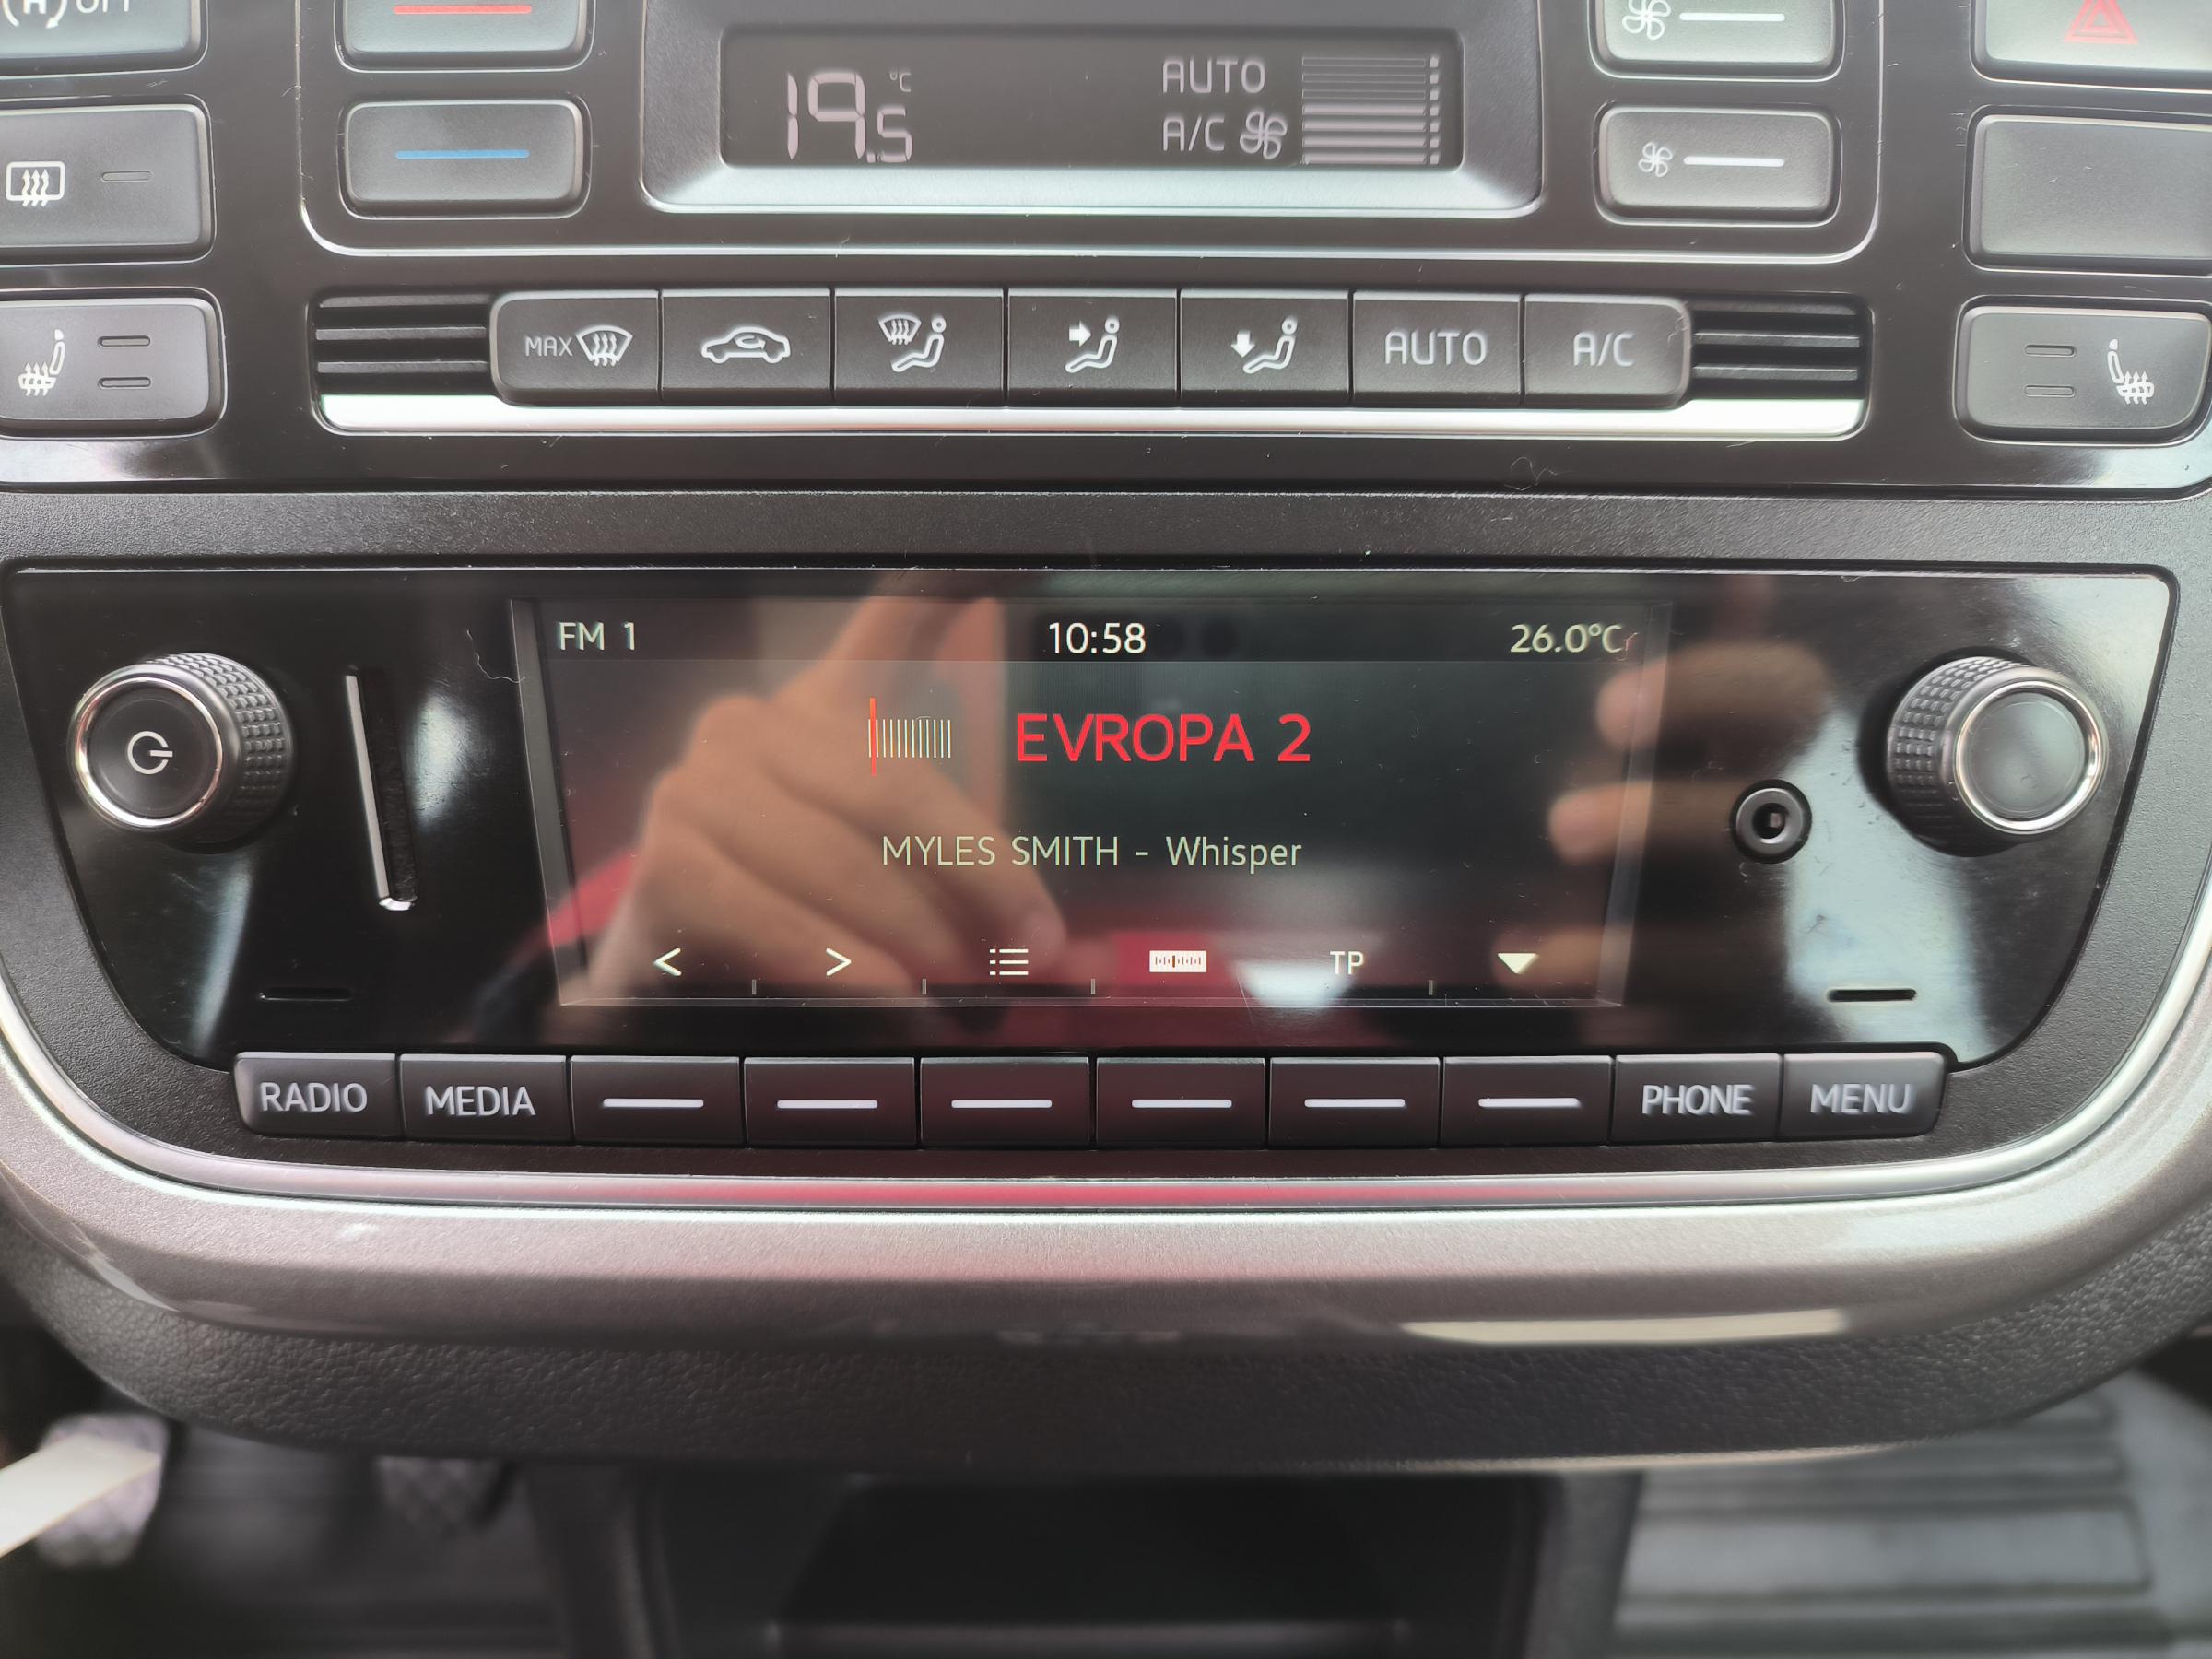 OFF
19.5 °C
AUTO
A/C
MAX
AUTO
A/C
FM 1
10:58
26.0°C
EVROPA 2
MYLES SMITH - Whisper
< > TP
RADIO
MEDIA
PHONE
MENU